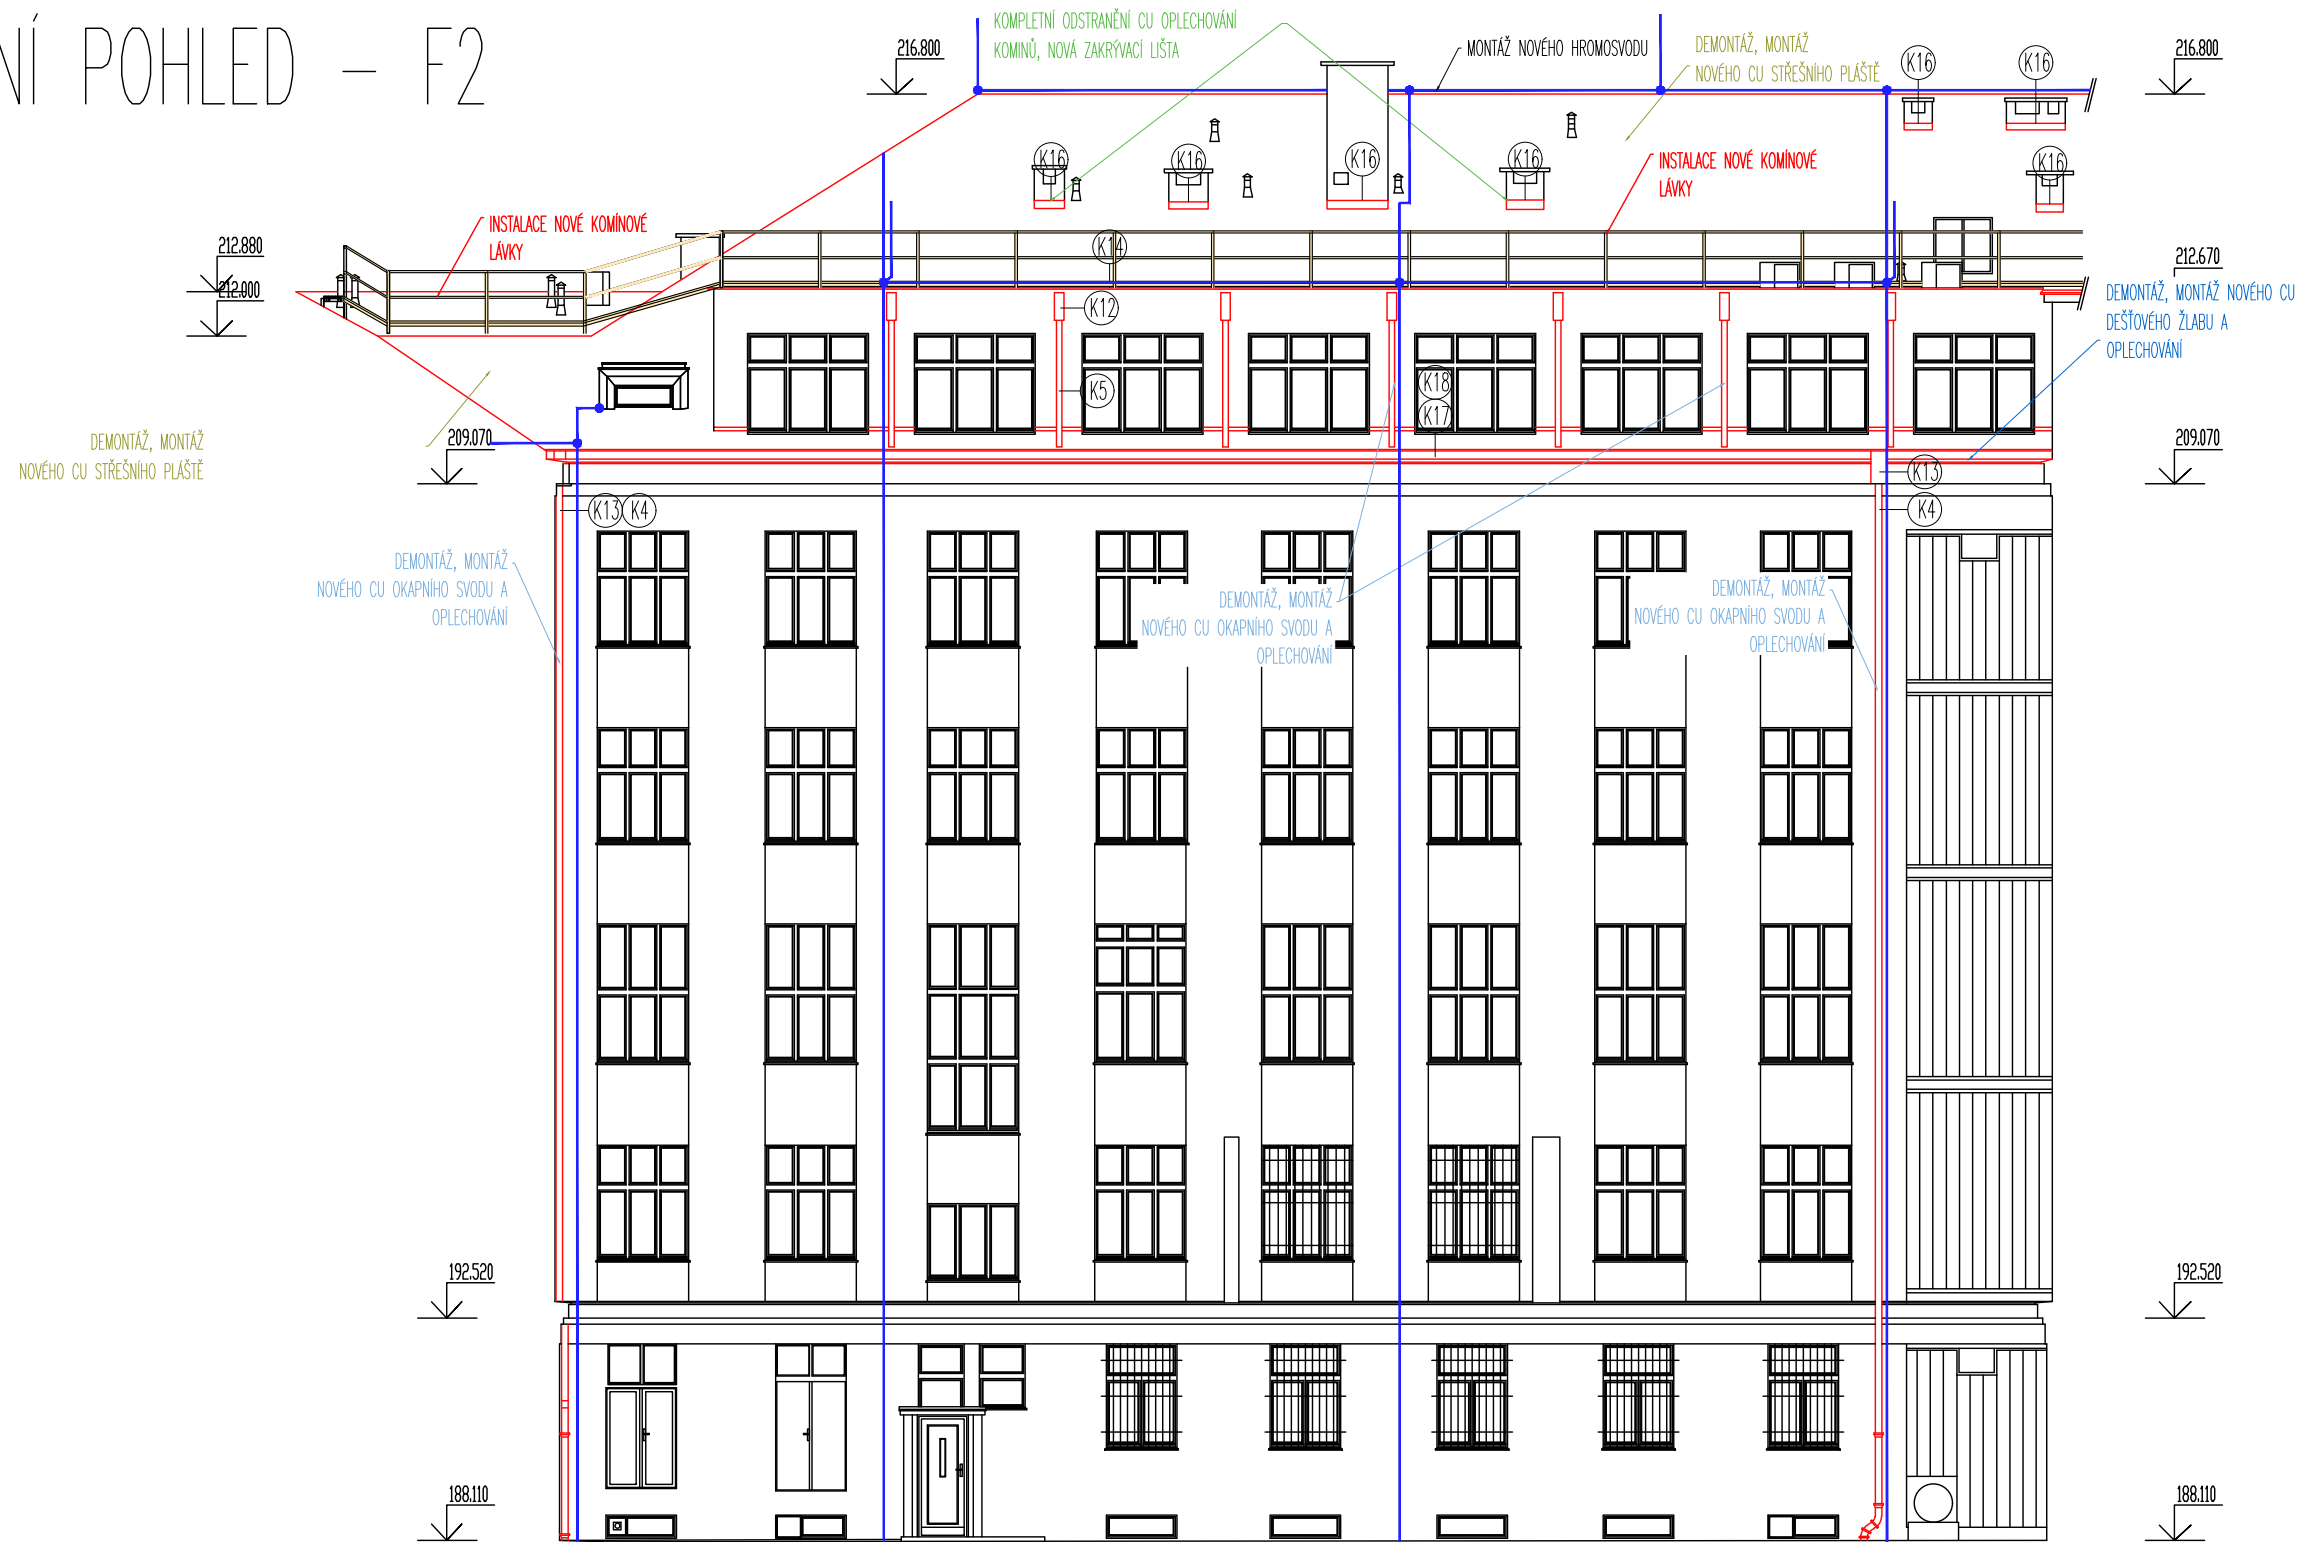 NÍ POHLED – F2
KOMPLETNÍ ODSTRANĚNÍ CU OPLECHOVÁNÍ
KOMINŮ, NOVÁ ZAKRÝVACÍ LIŠTA
216.800
MONTÁŽ NOVÉHO HROMOSVODU
DEMONTÁŽ, MONTÁŽ
NOVÉHO CU STŘEŠNÍHO PLÁŠTĚ
K16
K16
216.800
K16
K16
K16
K16
K16
INSTALACE NOVÉ KOMÍNOVÉ
LÁVKY
INSTALACE NOVÉ KOMÍNOVÉ
LÁVKY
212.880
212.000
K14
212.670
K12
DEMONTÁŽ, MONTÁŽ NOVÉHO CU
DEŠŤOVÉHO ŽLABU A
OPLECHOVÁNÍ
K5
K18
K17
DEMONTÁŽ, MONTÁŽ
NOVÉHO CU STŘEŠNÍHO PLÁŠTĚ
209.070
209.070
K13
K13
K4
K4
DEMONTÁŽ, MONTÁŽ
NOVÉHO CU OKAPNÍHO SVODU A
OPLECHOVÁNÍ
DEMONTÁŽ, MONTÁŽ
NOVÉHO CU OKAPNÍHO SVODU A
OPLECHOVÁNÍ
DEMONTÁŽ, MONTÁŽ
NOVÉHO CU OKAPNÍHO SVODU A
OPLECHOVÁNÍ
192.520
192.520
188.110
188.110